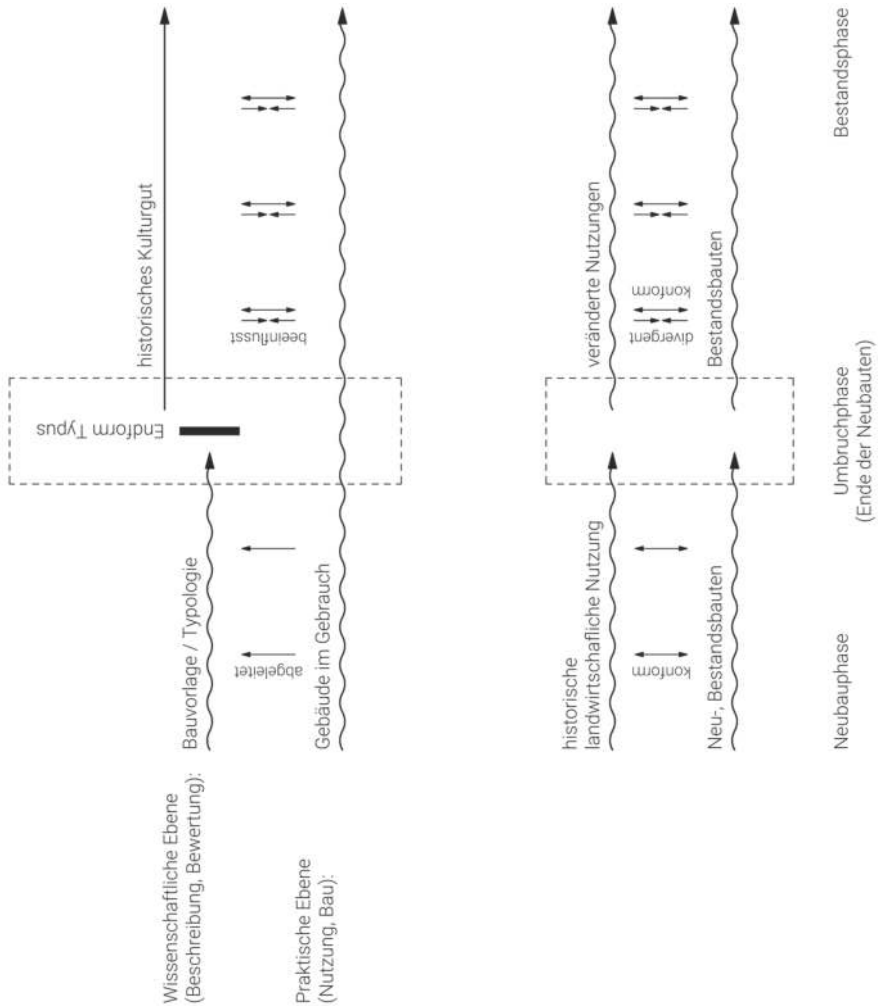 Wissenschaftliche Ebene
(Beschreibung, Bewertung):
Bauvorlage / Typologie
Endform Typus
historisches Kulturgut
abgeleitet
beeinflusst
Praktische Ebene
(Nutzung, Bau):
Gebäude im Gebrauch
historische
landwirtschafliche Nutzung
veränderte Nutzungen
konform
divergent
konform
Neu-, Bestandsbauten
Bestandsbauten
Neubauphase
Umbruchphase
(Ende der Neubauten)
Bestandsphase